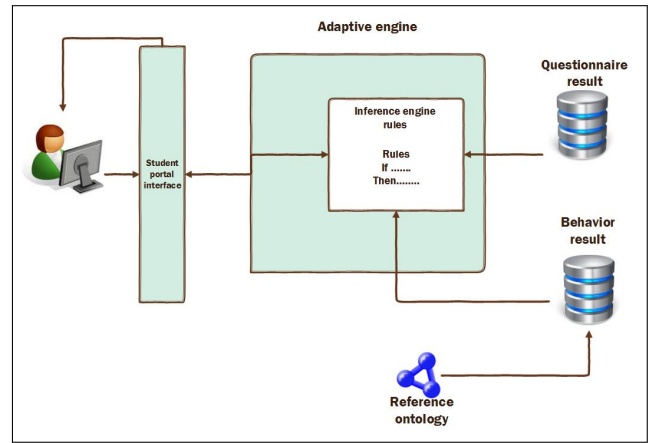 Adaptive engine
Questionnaire
result
Inference engine
rules
Rules
If .......
Then........
Student
portal
interface
Behavior
result
Reference
ontology